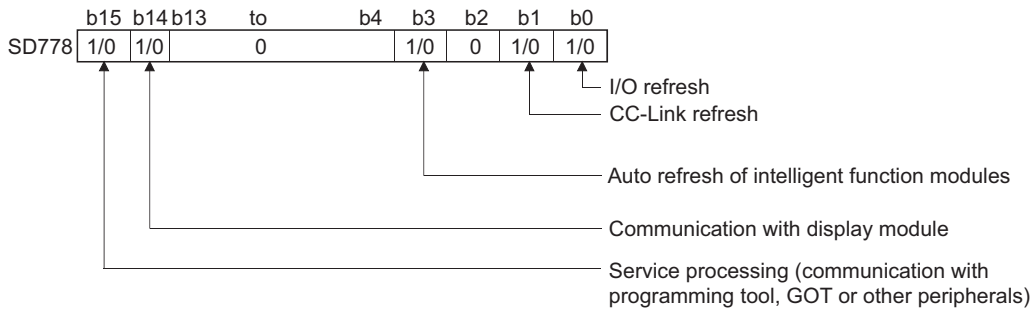 b15 b14 b13 to b4 b3 b2 b1 b0
SD778 1/0 1/0 0 1/0 0 1/0 1/0
I/O refresh
CC-Link refresh
Auto refresh of intelligent function modules
Communication with display module
Service processing (communication with
programming tool, GOT or other peripherals)